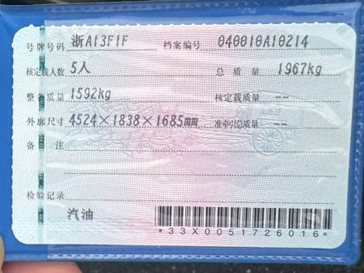 号牌号码 浙A13F1F 档案编号 040010A10214
核定载人数 5人 总质量 1967kg
整备质量 1592kg 核定载质量 --
外廓尺寸 4524×1838×1685mm 准牵引总质量 --
备注
检验记录
汽油
*33X0051726016*